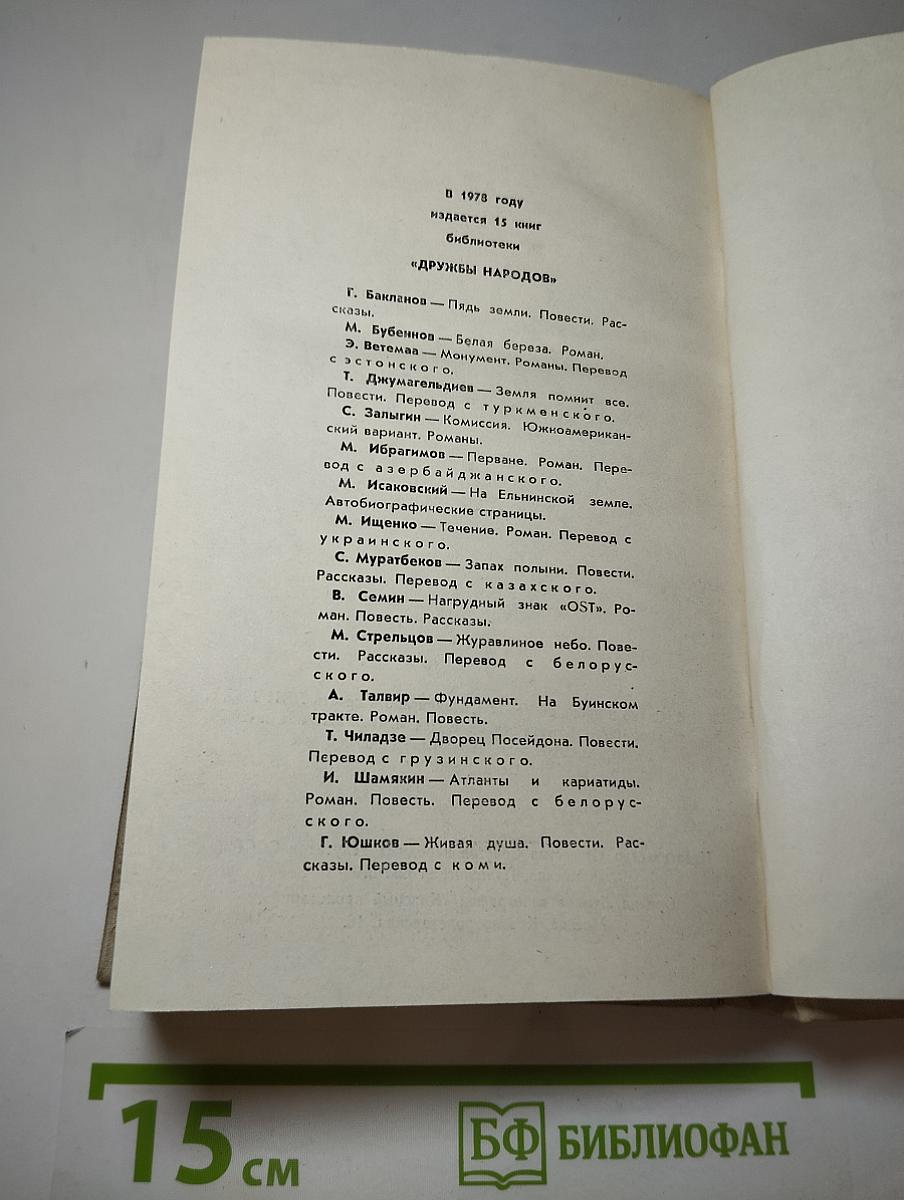 В 1978 году
издается 15 книг
библиотеки
«ДРУЖБЫ НАРОДОВ»
Г. Бакланов — Пядь земли. Повести. Рас-
сказы.
М. Бубеннов — Белая береза. Роман.
Э. Ветемаа — Монумент. Романы. Перевод
с эстонского.
Т. Джумагельдиев — Земля помнит все.
Повести. Перевод с туркменского.
С. Залыгин — Комиссия. Южноамерикан-
ский вариант. Романы.
М. Ибрагимов — Перване. Роман. Пере-
вод с азербайджанского.
М. Исаковский — На Ельнинской земле.
Автобиографические страницы.
М. Ищенко — Течение. Роман. Перевод с
украинского.
С. Муратбеков — Запах полыни. Повести.
Рассказы. Перевод с казахского.
В. Семин — Нагрудный знак «OST». Ро-
ман. Повесть. Рассказы.
М. Стрельцов — Журавлиное небо. Пове-
сти. Рассказы. Перевод с белорус-
ского.
А. Талвир — Фундамент. На Буинском
тракте. Роман. Повесть.
Т. Чиладзе — Дворец Посейдона. Повести.
Перевод с грузинского.
И. Шамякин — Атланты и кариатиды.
Роман. Повесть. Перевод с белорус-
ского.
Г. Юшков — Живая душа. Повести. Рас-
сказы. Перевод с коми.
15 см
БФ БИБЛИОФАН